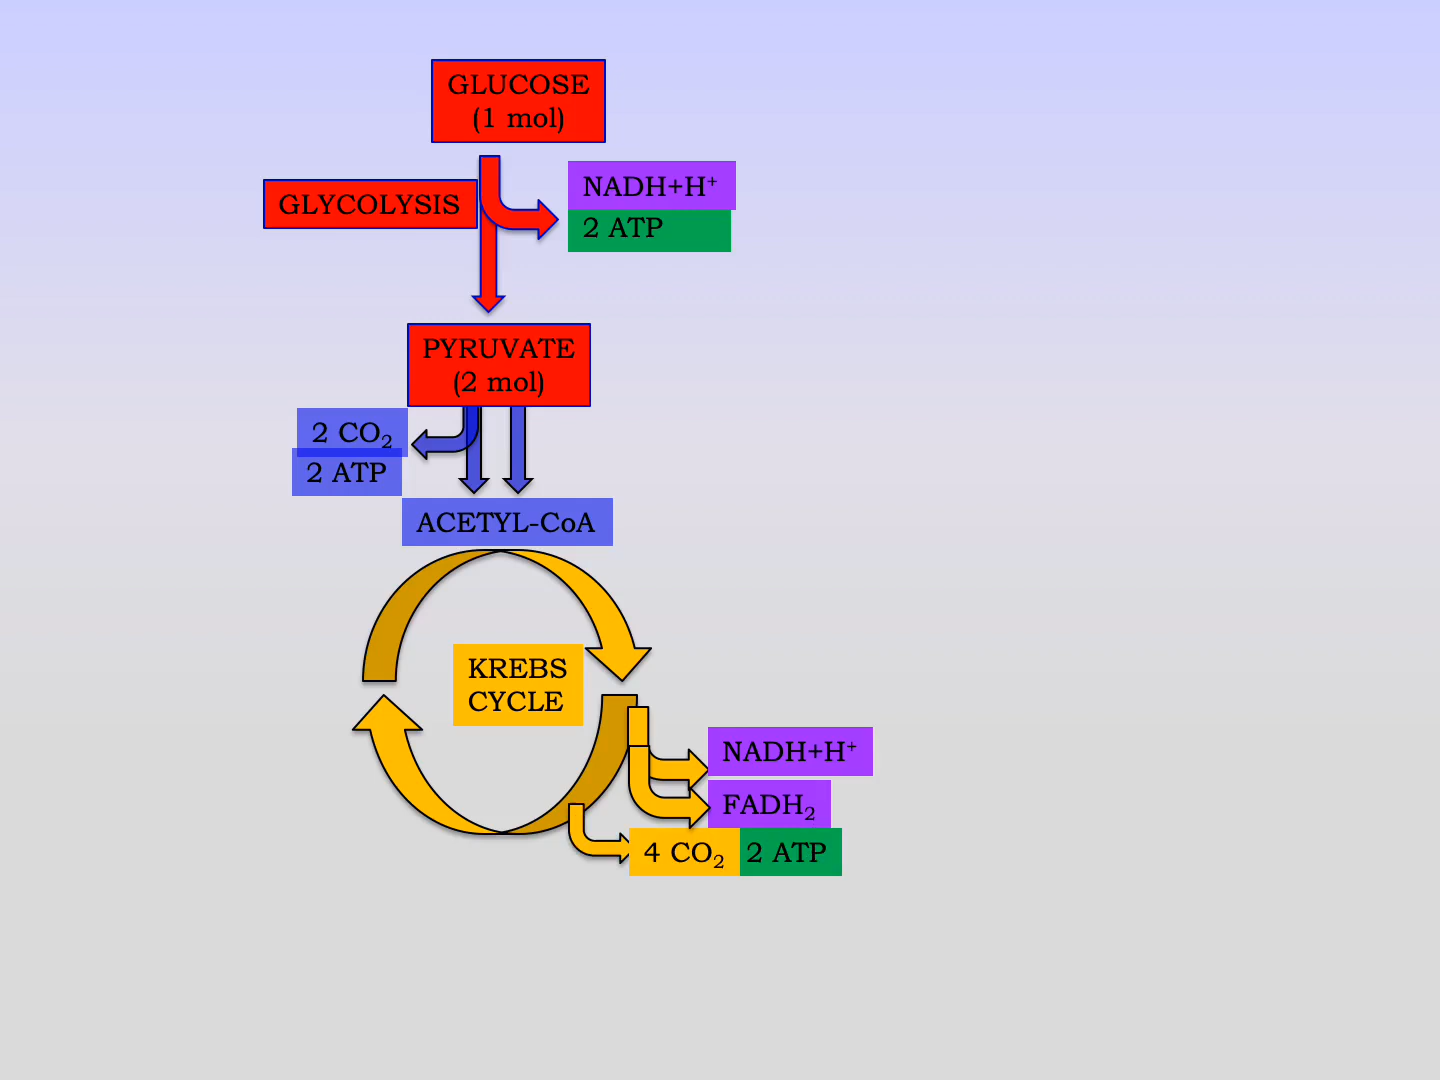 GLUCOSE
(1 mol)
NADH+H⁺
GLYCOLYSIS
2 ATP
PYRUVATE
(2 mol)
2 CO₂
2 ATP
ACETYL-CoA
KREBS
CYCLE
NADH+H⁺
FADH₂
4 CO₂ 2 ATP